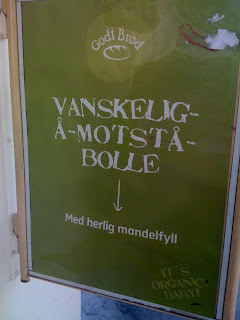 Godt Brød
VANSKELIG-
Å-MOTSTÅ-
BOLLE
Med herlig mandelfyll
IT'S
ORGANIC
BABY!